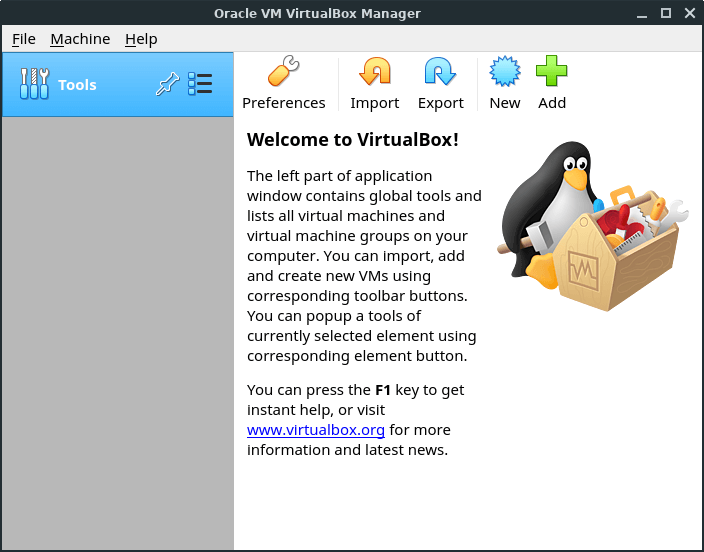 Oracle VM VirtualBox Manager
File Machine Help
Tools
Preferences Import Export New Add
Welcome to VirtualBox!
The left part of application
window contains global tools and
lists all virtual machines and
virtual machine groups on your
computer. You can import, add
and create new VMs using
corresponding toolbar buttons.
You can popup a tools of
currently selected element using
corresponding element button.
You can press the F1 key to get
instant help, or visit
www.virtualbox.org for more
information and latest news.